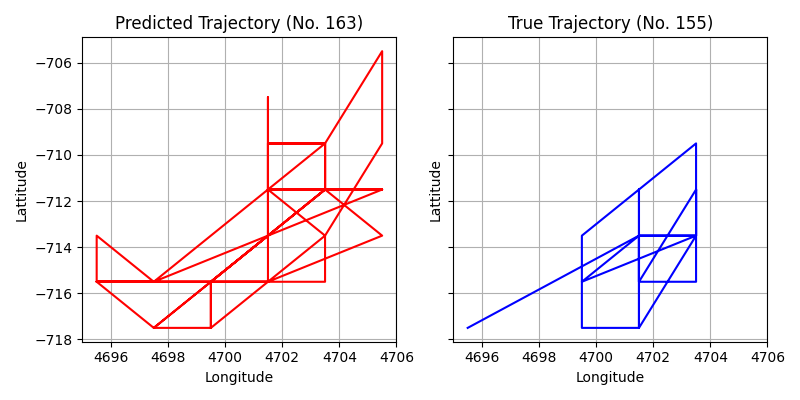 Predicted Trajectory (No. 163)
True Trajectory (No. 155)
Lattitude
−706
−708
−710
−712
−714
−716
−718
4696 4698 4700 4702 4704 4706
Longitude
Lattitude
4696 4698 4700 4702 4704 4706
Longitude